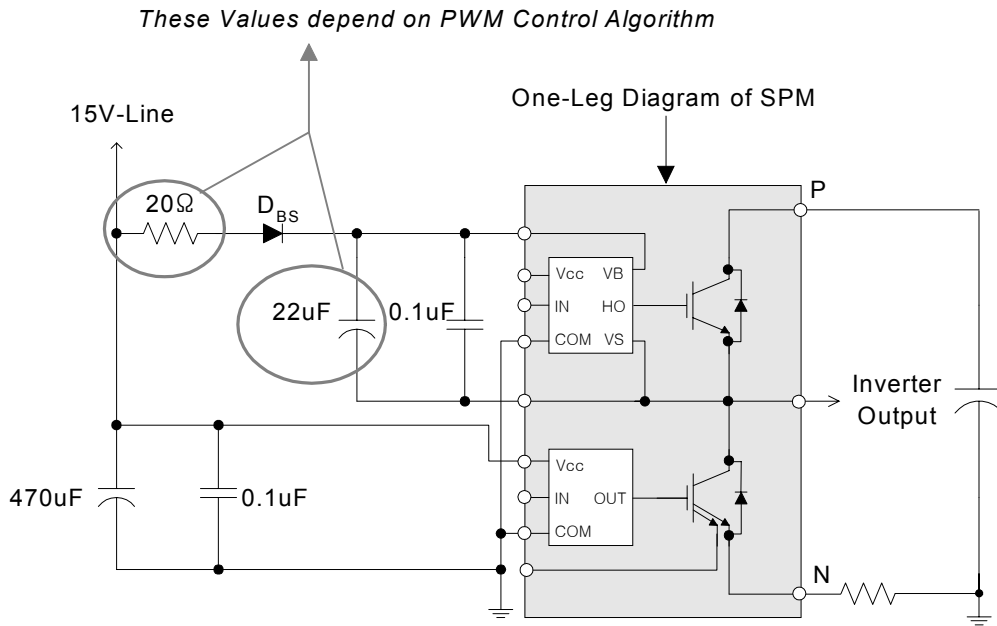 These Values depend on PWM Control Algorithm
One-Leg Diagram of SPM
15V-Line
P
20Ω
D_BS
Vcc
VB
IN
HO
COM
VS
22uF
0.1uF
Inverter
Output
Vcc
IN
OUT
COM
470uF
0.1uF
N